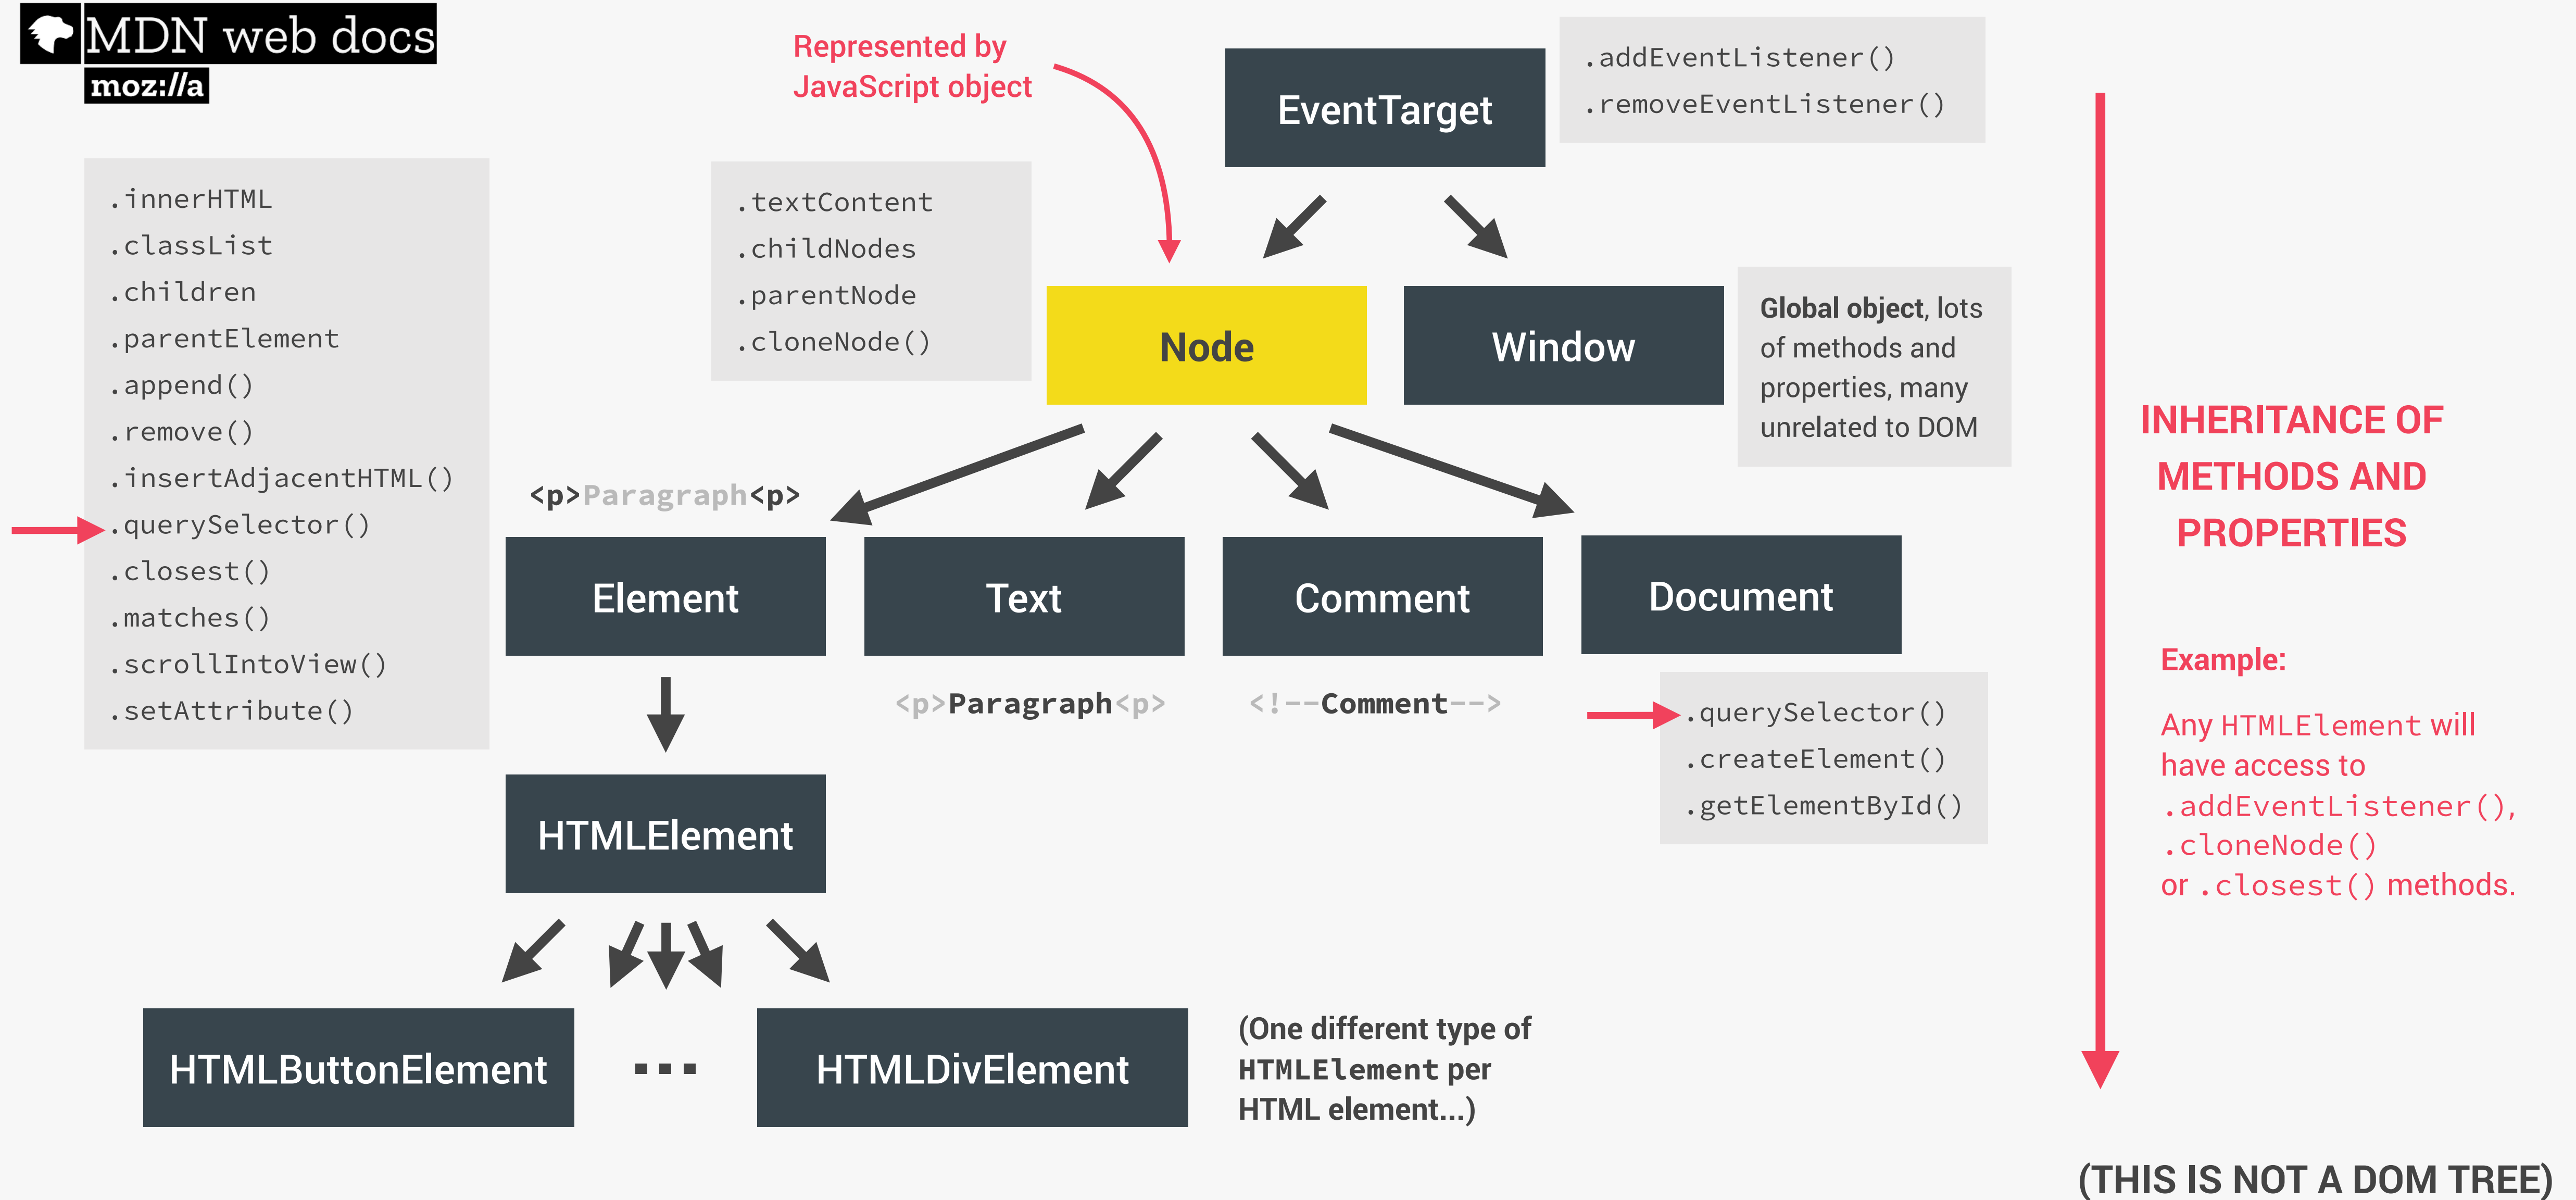 MDN web docs
moz://a
Represented by
JavaScript object
EventTarget
.addEventListener()
.removeEventListener()
.innerHTML
.classList
.children
.parentElement
.append()
.remove()
.insertAdjacentHTML()
.querySelector()
.closest()
.matches()
.scrollIntoView()
.setAttribute()
.textContent
.childNodes
.parentNode
.cloneNode()
Node
Window
Global object, lots
of methods and
properties, many
unrelated to DOM
<p>Paragraph<p>
Element
Text
Comment
Document
<p>Paragraph<p>
<!--Comment-->
.querySelector()
.createElement()
.getElementById()
HTMLElement
HTMLButtonElement
...
HTMLDivElement
(One different type of
HTMLElement per
HTML element...)
INHERITANCE OF
METHODS AND
PROPERTIES
Example:
Any HTMLElement will
have access to
.addEventListener(),
.cloneNode()
or .closest() methods.
(THIS IS NOT A DOM TREE)